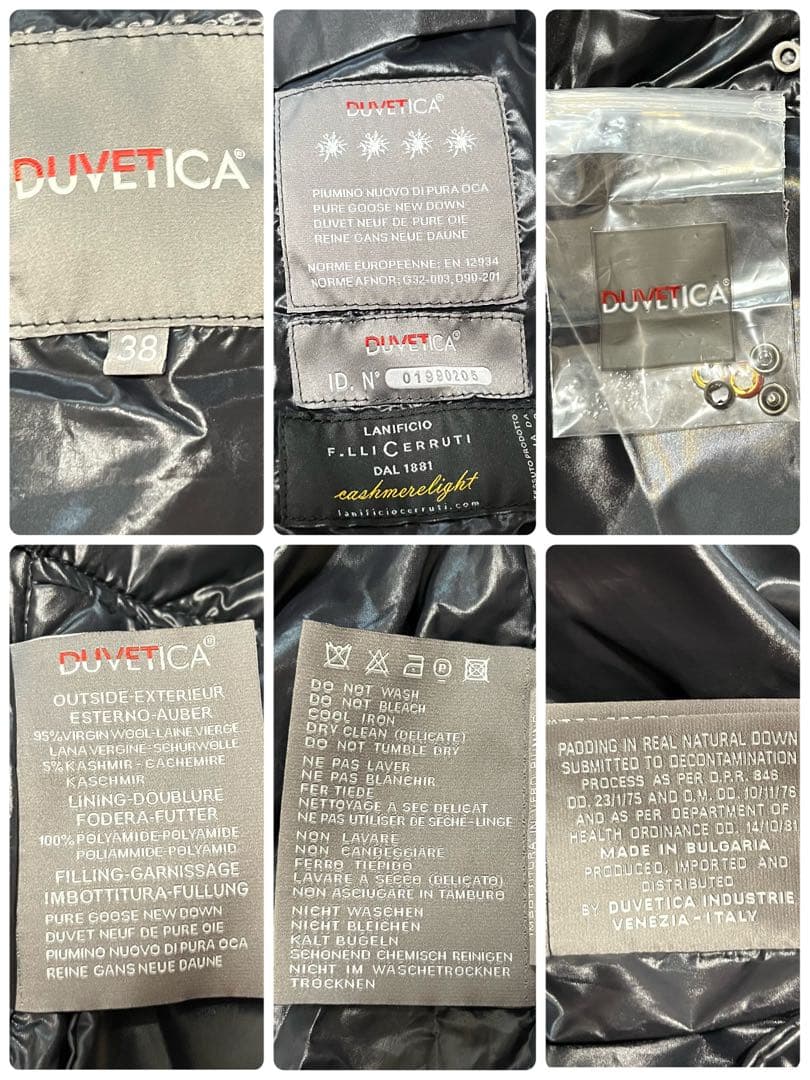 DUVETICA®
38
DUVETICA®
PIUMINO NUOVO DI PURA OCA
PURE GOOSE NEW DOWN
DUVET NEUF DE PURE OIE
REINE GANS NEUE DAUNE
NORME EUROPEENNE: EN 12934
NORME AFNOR: G32-003, D90-201
DUVETICA®
ID. N° 01990205
LANIFICIO
F.LLI CERRUTI
DAL 1881
cashmerelight
lanificiocerruti.com
TESSUTO PRODOTTO
DUVETICA®
DUVETICA®
OUTSIDE-EXTERIEUR
ESTERNO-AUBER
95%VIRGIN WOOL-LAINE VIERGE
LANA VERGINE-SCHURWOLLE
5%KASHMIR-CACHEMIRE
KASCHMIR
LINING-DOUBLURE
FODERA-FUTTER
100%POLYAMIDE-POLYAMIDE
POLIAMMIDE-POLYAMID
FILLING-GARNISSAGE
IMBOTTITURA-FULLUNG
PURE GOOSE NEW DOWN
DUVET NEUF DE PURE OIE
PIUMINO NUOVO DI PURA OCA
REINE GANS NEUE DAUNE
DO NOT WASH
DO NOT BLEACH
COOL IRON
DRY CLEAN (DELICATE)
DO NOT TUMBLE DRY
NE PAS LAVER
NE PAS BLANCHIR
FER TIEDE
NETTOYAGE A SEC DELICAT
NE PAS UTILISER DE SECHE-LINGE
NON LAVARE
NON CANDEGGIARE
FERRO TIEPIDO
LAVARE A SECCO (DELICATO)
NON ASCIUGARE IN TAMBURO
NICHT WASCHEN
NICHT BLEICHEN
KALT BUGELN
SCHONEND CHEMISCH REINIGEN
NICHT IM WASCHETROCKNER
TROCKNEN
PADDING IN REAL NATURAL DOWN
SUBMITTED TO DECONTAMINATION
PROCESS AS PER D.P.R. 845
DD. 23/1/75 AND D.M. DD. 10/11/76
AND AS PER DEPARTMENT OF
HEALTH ORDINANCE DD. 14/10/81
MADE IN BULGARIA
PRODUCED, IMPORTED AND
DISTRIBUTED
BY DUVETICA INDUSTRIE
VENEZIA-ITALY